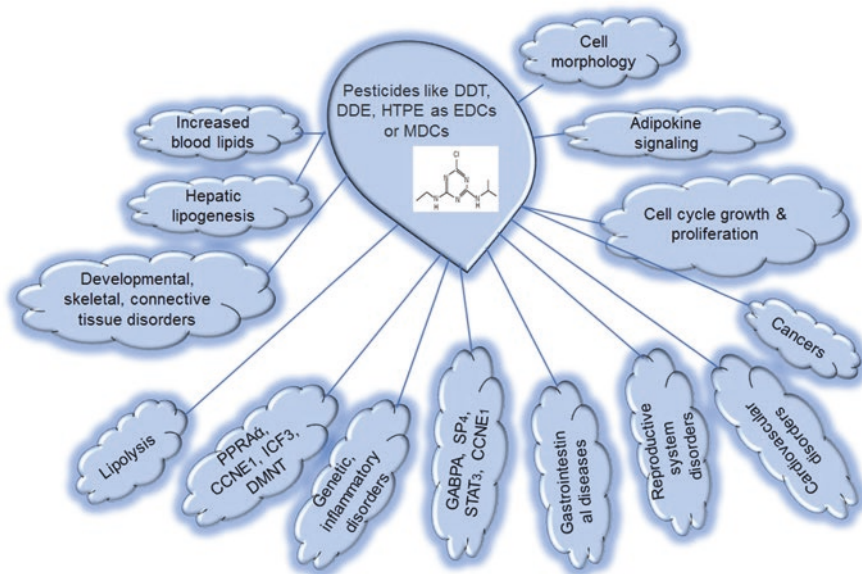 Pesticides like DDT,
DDE, HTPE as EDCs
or MDCs
Cl
N
N
N
N
H
N
H
Cell
morphology
Adipokine
signaling
Cell cycle growth &
proliferation
Cancers
Cardiovascular
disorders
Reproductive
system
disorders
Gastrointestin
al diseases
GABPA, SP4,
STAT3, CCNE1
Genetic,
inflammatory
disorders
PPRAά,
CCNE1, ICF3,
DMNT
Lipolysis
Developmental,
skeletal, connective
tissue disorders
Hepatic
lipogenesis
Increased
blood lipids